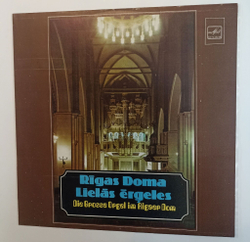 Rīgas Doma
Lielās ērģeles
Die Grosse Orgel im Rigaer Dom